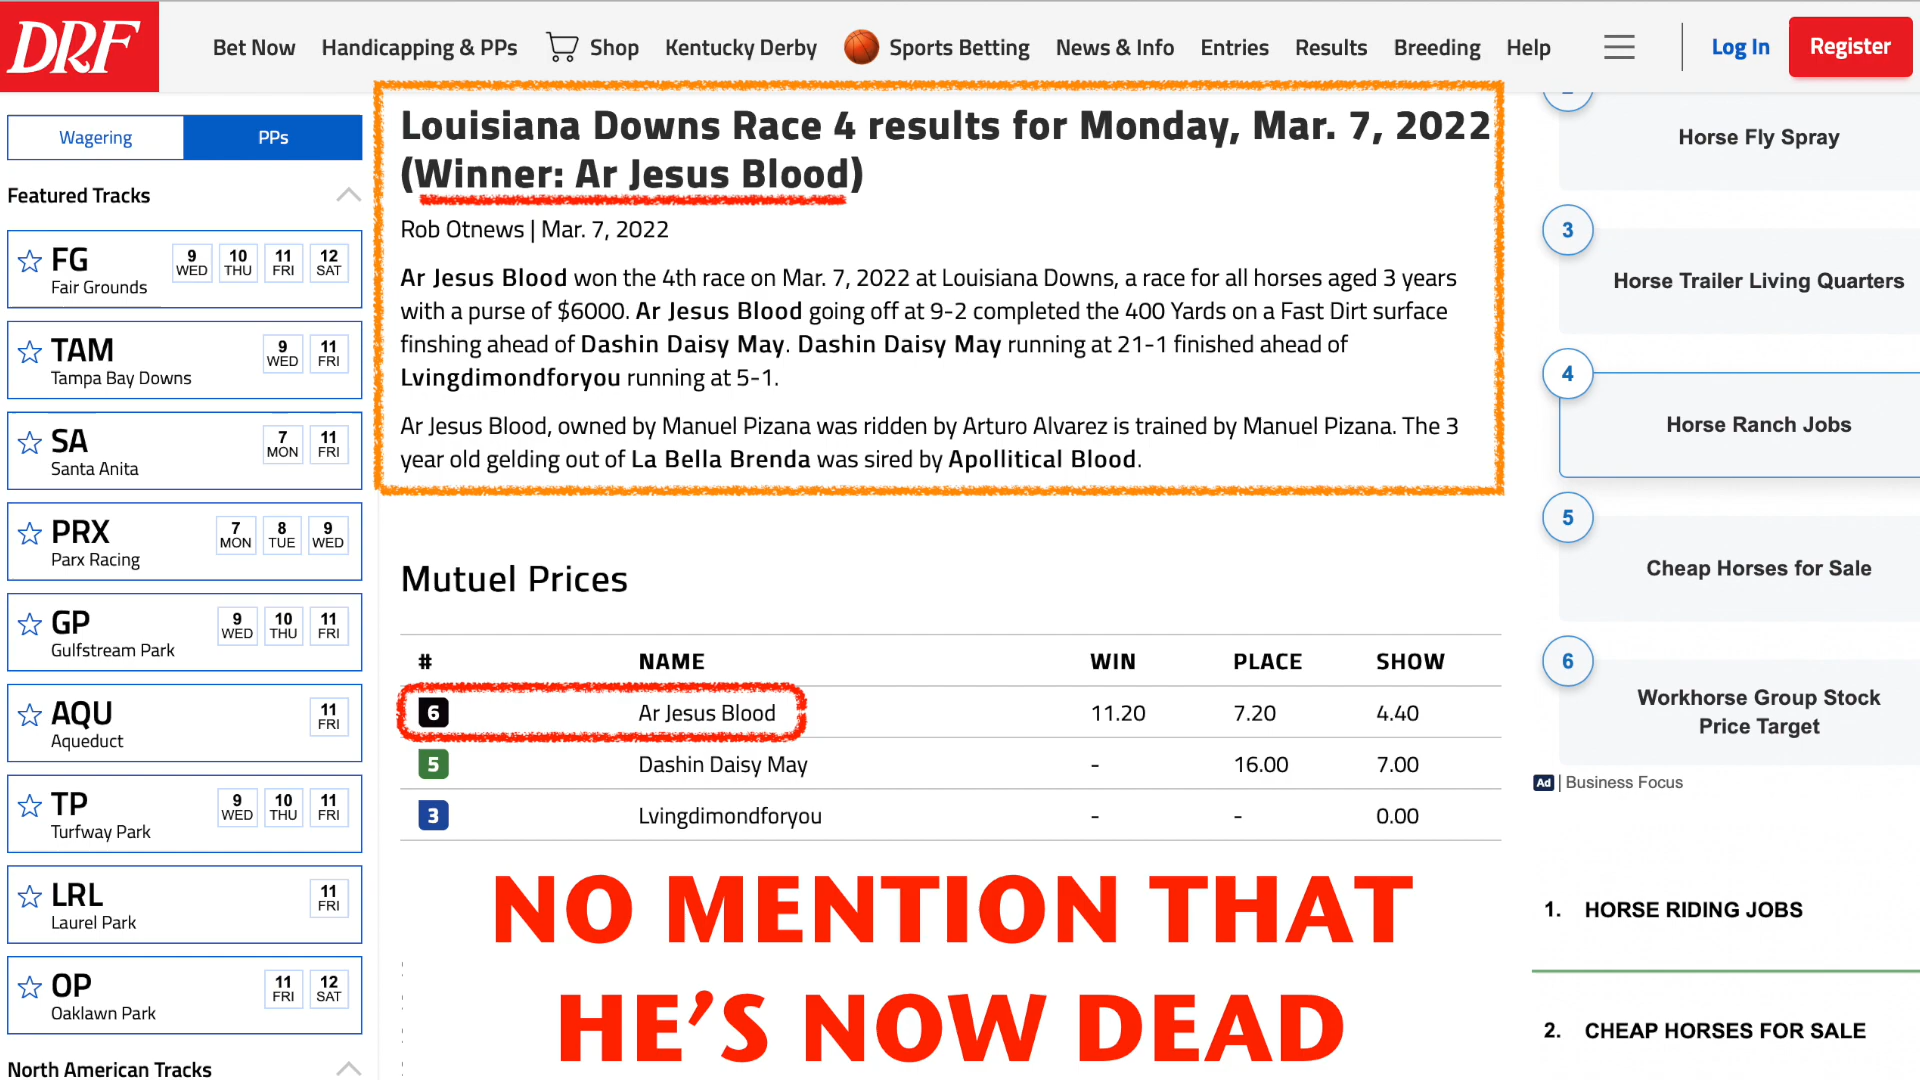 DRF
Bet Now
Handicapping & PPs
Shop
Kentucky Derby
Sports Betting
News & Info
Entries
Results
Breeding
Help
Log In
Register
Wagering
PPs
Featured Tracks
FG
Fair Grounds
9 WED
10 THU
11 FRI
12 SAT
TAM
Tampa Bay Downs
9 WED
11 FRI
SA
Santa Anita
7 MON
11 FRI
PRX
Parx Racing
7 MON
8 TUE
9 WED
GP
Gulfstream Park
9 WED
10 THU
11 FRI
AQU
Aqueduct
11 FRI
TP
Turfway Park
9 WED
10 THU
11 FRI
LRL
Laurel Park
11 FRI
OP
Oaklawn Park
11 FRI
12 SAT
North American Tracks
Louisiana Downs Race 4 results for Monday, Mar. 7, 2022
(Winner: Ar Jesus Blood)
Rob Otnews | Mar. 7, 2022
Ar Jesus Blood won the 4th race on Mar. 7, 2022 at Louisiana Downs, a race for all horses aged 3 years
with a purse of $6000. Ar Jesus Blood going off at 9-2 completed the 400 Yards on a Fast Dirt surface
finshing ahead of Dashin Daisy May. Dashin Daisy May running at 21-1 finished ahead of
Lvingdimondforyou running at 5-1.
Ar Jesus Blood, owned by Manuel Pizana was ridden by Arturo Alvarez is trained by Manuel Pizana. The 3
year old gelding out of La Bella Brenda was sired by Apollitical Blood.
Mutuel Prices
# NAME WIN PLACE SHOW
6 Ar Jesus Blood 11.20 7.20 4.40
5 Dashin Daisy May - 16.00 7.00
3 Lvingdimondforyou - - 0.00
NO MENTION THAT
HE'S NOW DEAD
Horse Fly Spray
3
Horse Trailer Living Quarters
4
Horse Ranch Jobs
5
Cheap Horses for Sale
6
Workhorse Group Stock
Price Target
Ad | Business Focus
1. HORSE RIDING JOBS
2. CHEAP HORSES FOR SALE